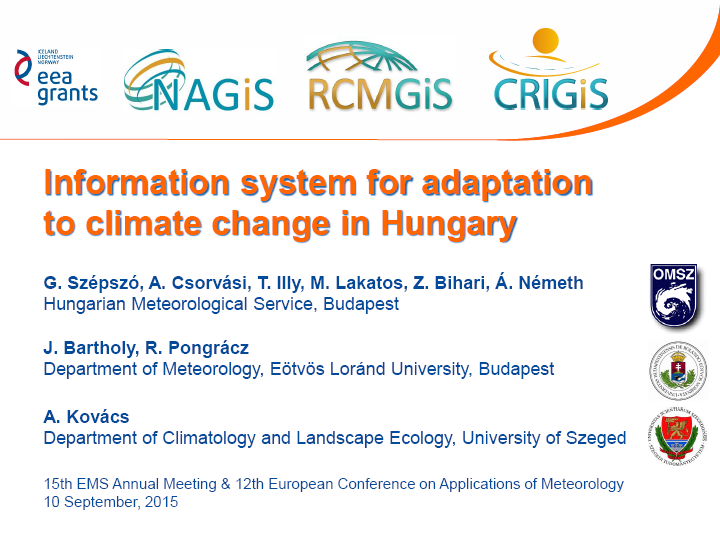 ICELAND
LIECHTENSTEIN
NORWAY
eea
grants
NAGiS
RCMGiS
CRIGiS
Information system for adaptation
to climate change in Hungary
G. Szépszó, A. Csorvási, T. Illy, M. Lakatos, Z. Bihari, Á. Németh
Hungarian Meteorological Service, Budapest
OMSZ
J. Bartholy, R. Pongrácz
Department of Meteorology, Eötvös Loránd University, Budapest
A. Kovács
Department of Climatology and Landscape Ecology, University of Szeged
15th EMS Annual Meeting & 12th European Conference on Applications of Meteorology
10 September, 2015